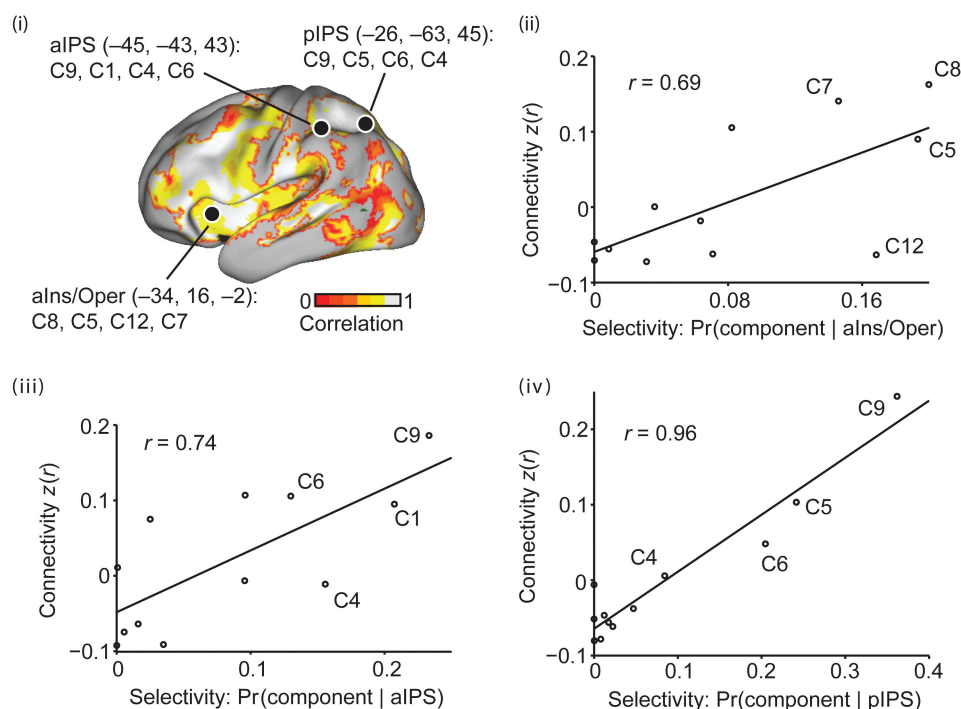 (i)
aIPS (–45, –43, 43):
C9, C1, C4, C6
pIPS (–26, –63, 45):
C9, C5, C6, C4
aIns/Oper (–34, 16, –2):
C8, C5, C12, C7
0 1
Correlation
(ii)
Connectivity z(r)
0.2
0.1
0
–0.1
r = 0.69
C7
C8
C5
C12
0 0.08 0.16
Selectivity: Pr(component | aIns/Oper)
(iii)
Connectivity z(r)
0.2
0.1
0
–0.1
r = 0.74
C9
C6
C1
C4
0 0.1 0.2
Selectivity: Pr(component | aIPS)
(iv)
Connectivity z(r)
0.2
0.1
0
–0.1
r = 0.96
C9
C5
C6
C4
0 0.1 0.2 0.3 0.4
Selectivity: Pr(component | pIPS)